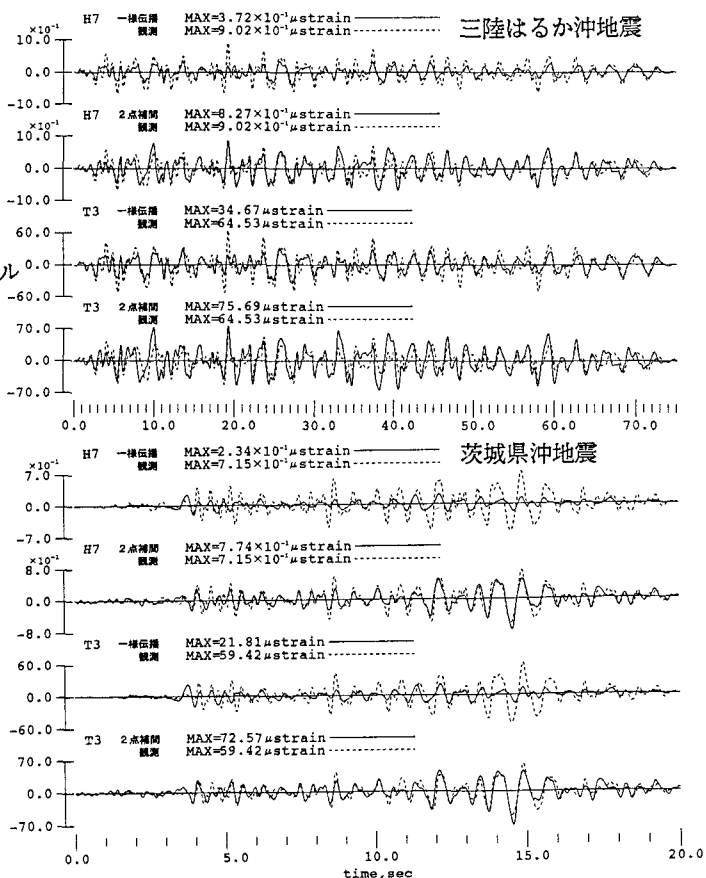 H7 一様伝播 MAX=3.72×10⁻¹μstrain
観測 MAX=9.02×10⁻¹μstrain
三陸はるか沖地震
×10⁻¹
10.0
0.0
-10.0
H7 2点補間 MAX=8.27×10⁻¹μstrain
観測 MAX=9.02×10⁻¹μstrain
×10⁻¹
10.0
0.0
-10.0
T3 一様伝播 MAX=34.67μstrain
観測 MAX=64.53μstrain
60.0
0.0
-60.0
ル
T3 2点補間 MAX=75.69μstrain
観測 MAX=64.53μstrain
70.0
0.0
-70.0
0.0 10.0 20.0 30.0 40.0 50.0 60.0 70.0
H7 一様伝播 MAX=2.34×10⁻¹μstrain
観測 MAX=7.15×10⁻¹μstrain
茨城県沖地震
×10⁻¹
7.0
0.0
-7.0
H7 2点補間 MAX=7.74×10⁻¹μstrain
観測 MAX=7.15×10⁻¹μstrain
×10⁻¹
8.0
0.0
-8.0
T3 一様伝播 MAX=21.81μstrain
観測 MAX=59.42μstrain
60.0
0.0
-60.0
T3 2点補間 MAX=72.57μstrain
観測 MAX=59.42μstrain
70.0
0.0
-70.0
0.0 5.0 10.0 15.0 20.0
time,sec